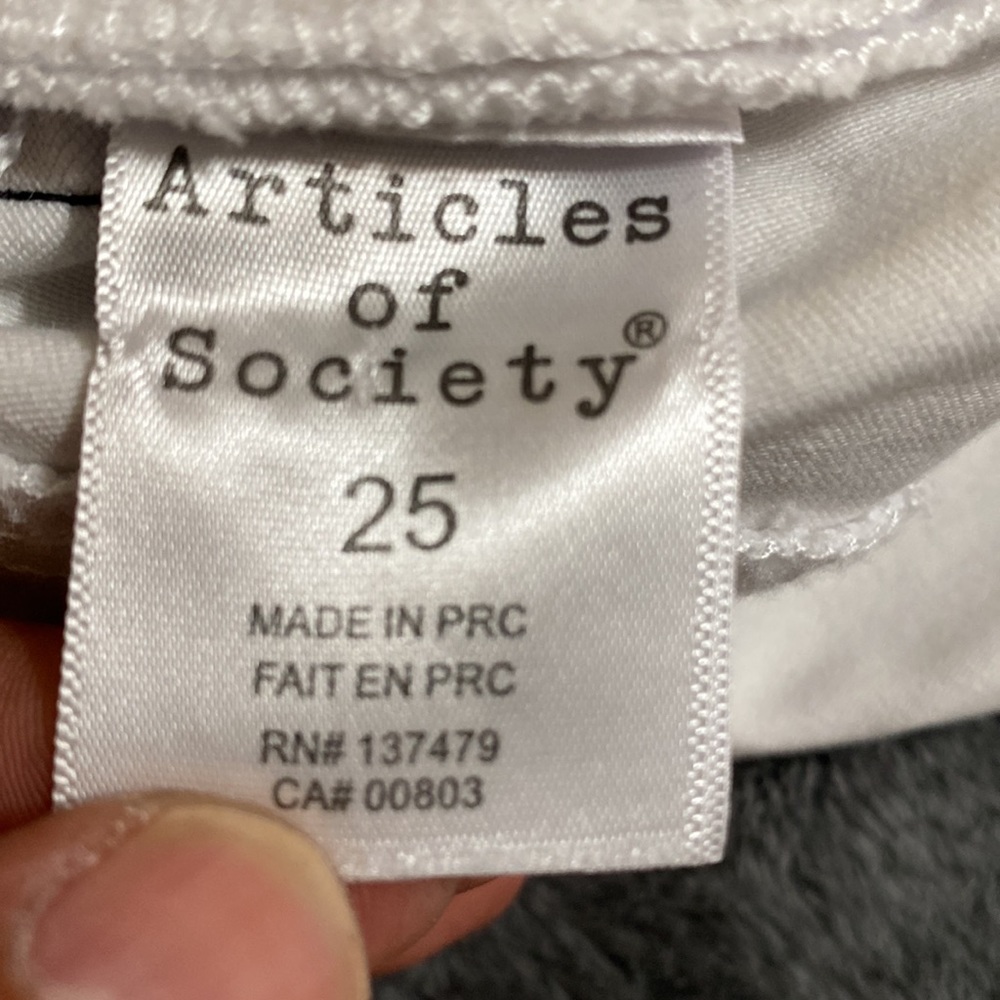 Articles
of
Society®
25
MADE IN PRC
FAIT EN PRC
RN# 137479
CA# 00803